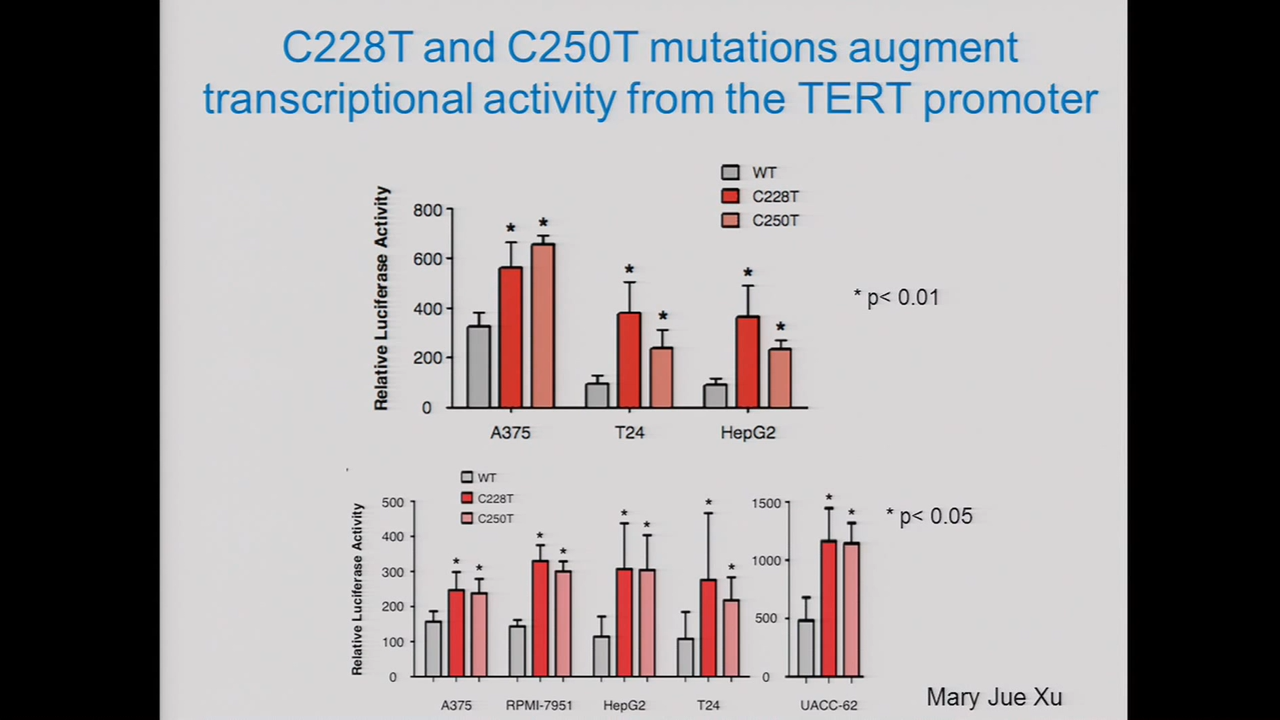 C228T and C250T mutations augment
transcriptional activity from the TERT promoter
WT
C228T
C250T
Relative Luciferase Activity
800
600
400
200
0
*
*
*
*
*
*
A375
T24
HepG2
* p< 0.01
WT
C228T
C250T
Relative Luciferase Activity
500
400
300
200
100
0
*
*
*
*
*
*
*
*
A375
RPMI-7951
HepG2
T24
1500
1000
500
0
*
*
UACC-62
* p< 0.05
Mary Jue Xu